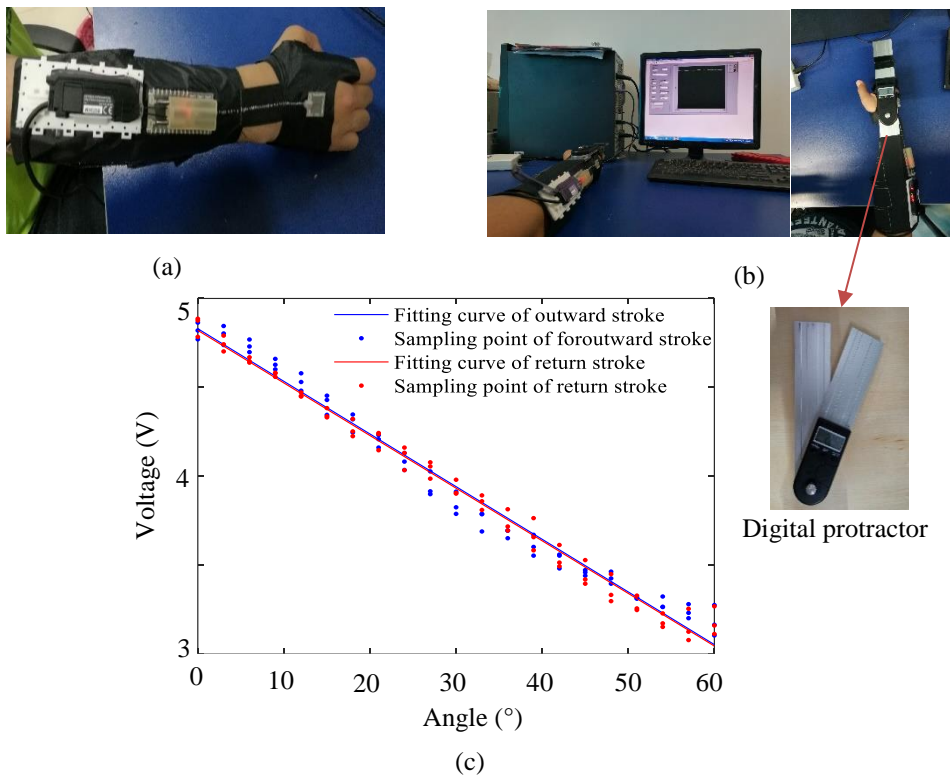 (a)
(b)
Fitting curve of outward stroke
Sampling point of foroutward stroke
Fitting curve of return stroke
Sampling point of return stroke
5
4
3
Voltage (V)
0
10
20
30
40
50
60
Angle (°)
Digital protractor
(c)